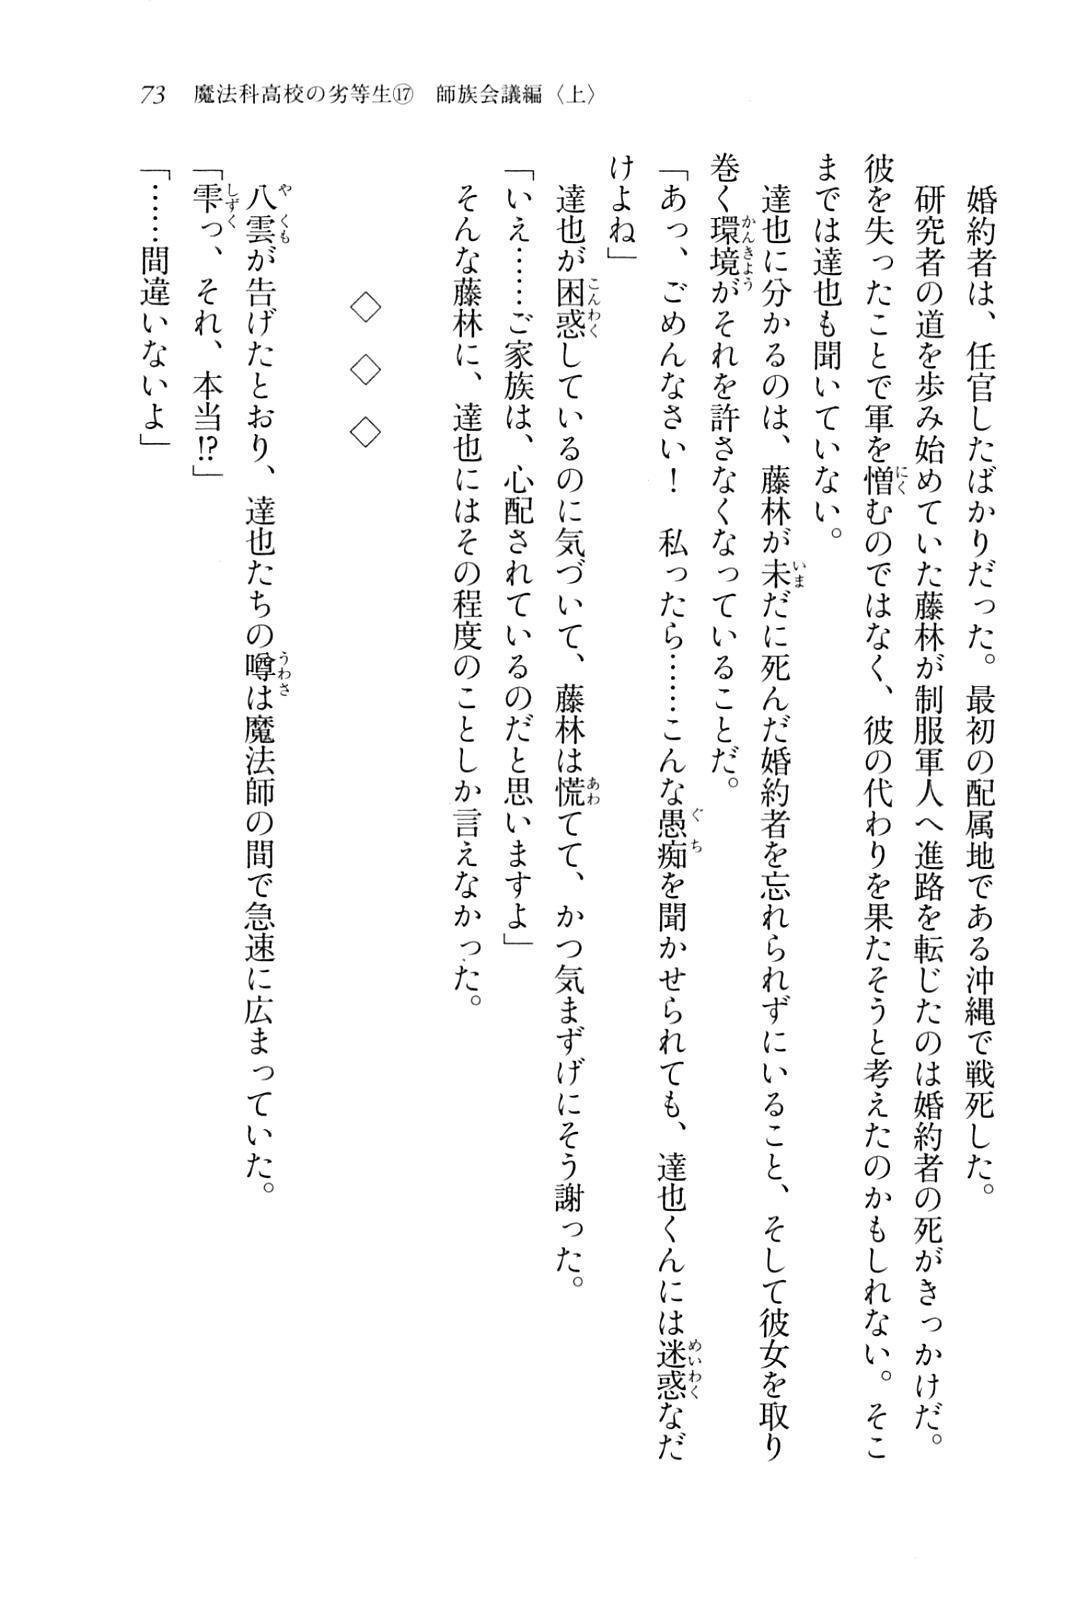 73　魔法科高校の劣等生⑰　師族会議編〈上〉
　婚約者は、任官したばかりだった。最初の配属地である沖縄で戦死した。
　研究者の道を歩み始めていた藤林が制服軍人へ進路を転じたのは婚約者の死がきっかけだ。
彼を失ったことで軍を憎むのではなく、彼の代わりを果たそうと考えたのかもしれない。そこ
までは達也も聞いていない。
　達也に分かるのは、藤林が未だに死んだ婚約者を忘れられずにいること、そして彼女を取り
巻く環境がそれを許さなくなっていることだ。
「あっ、ごめんなさい！　私ったら……こんな愚痴を聞かせられても、達也くんには迷惑なだ
けよね」
　達也が困惑しているのに気づいて、藤林は慌てて、かつ気まずげにそう謝った。
「いえ……ご家族は、心配されているのだと思いますよ」
　そんな藤林に、達也にはその程度のことしか言えなかった。
◇　◇　◇
　八雲が告げたとおり、達也たちの噂は魔法師の間で急速に広まっていた。
「雫っ、それ、本当!?」
「……間違いないよ」